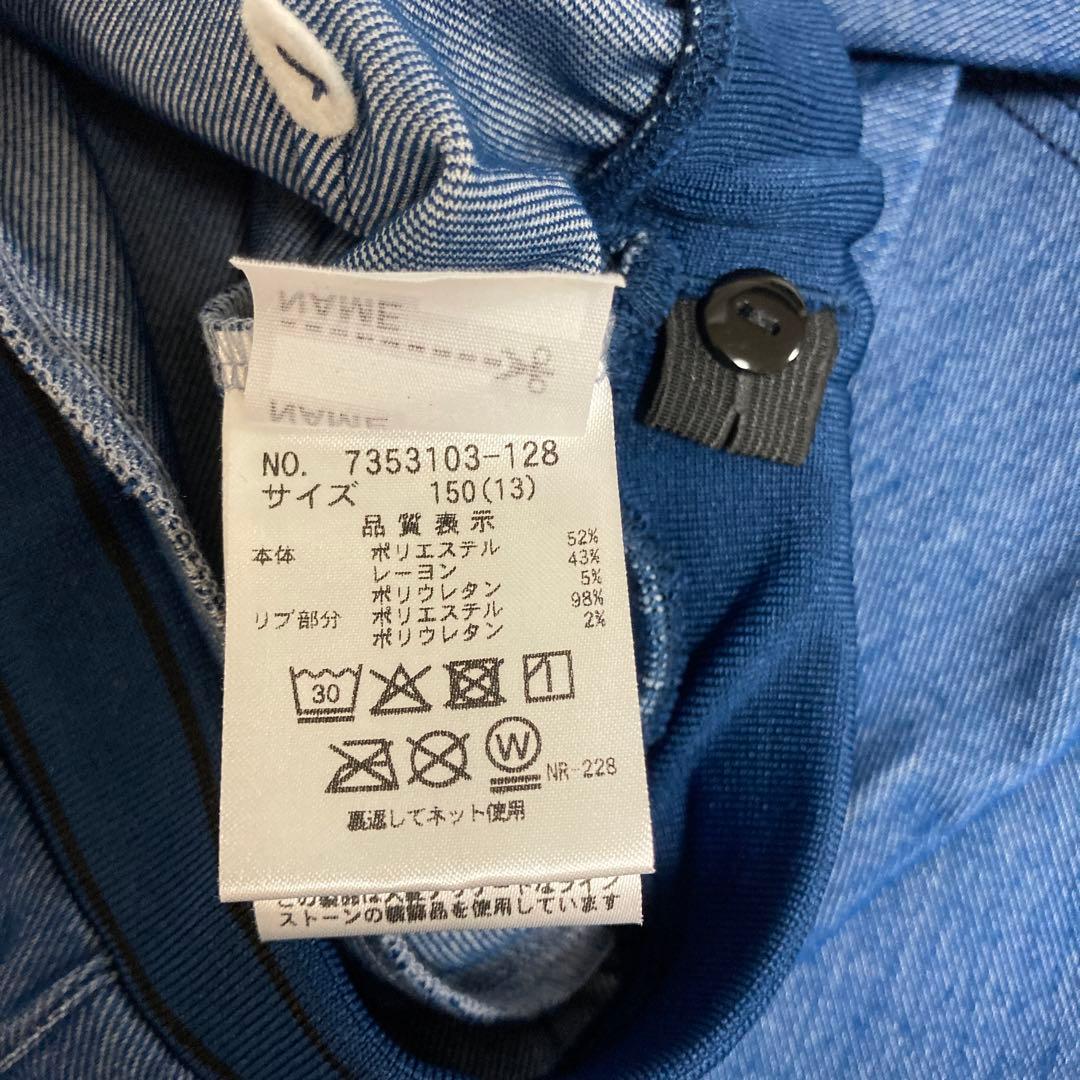 NAME
NAME
NO. 7353103-128
サイズ 150(13)
品質表示
本体 ポリエステル 52%
レーヨン 43%
ポリウレタン 5%
リブ部分 ポリエステル 98%
ポリウレタン 2%
30
W NR-228
裏返してネット使用
ストーンの装飾品を使用しています